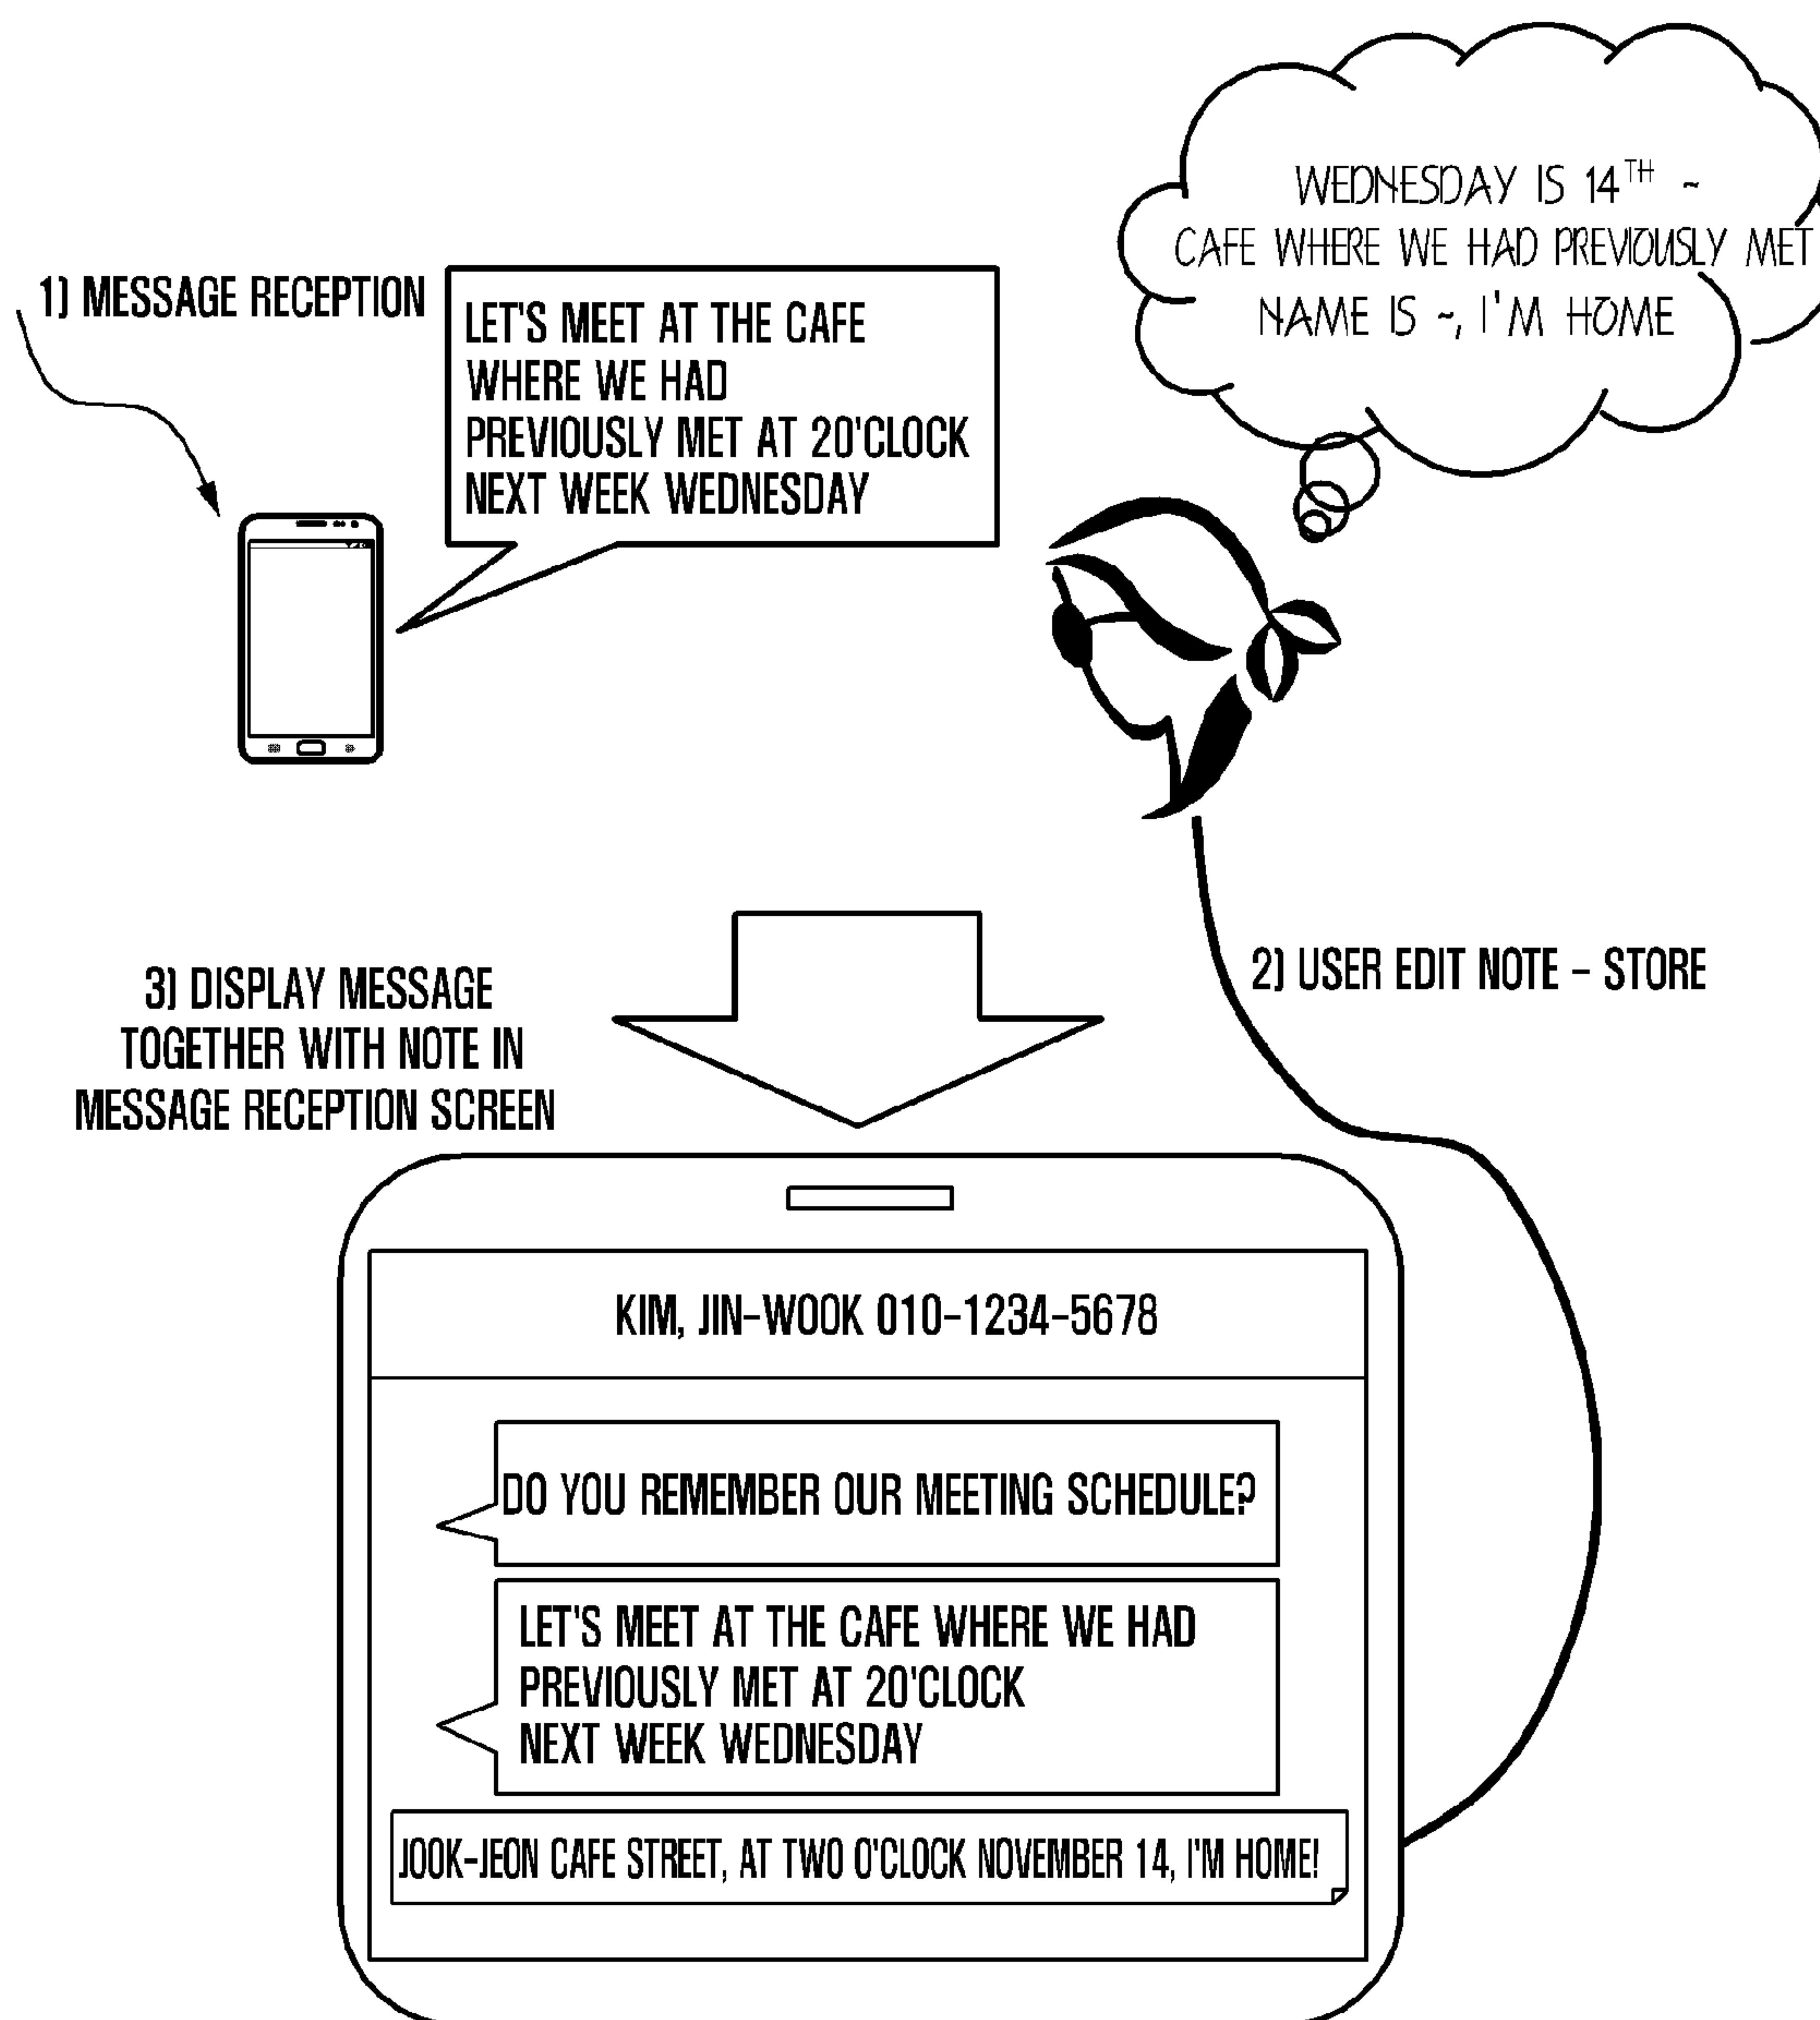 WEDNESDAY IS 14TH ~
CAFE WHERE WE HAD PREVIOUSLY MET
NAME IS ~, I'M HOME
1) MESSAGE RECEPTION
LET'S MEET AT THE CAFE
WHERE WE HAD
PREVIOUSLY MET AT 20'CLOCK
NEXT WEEK WEDNESDAY
2) USER EDIT NOTE – STORE
3) DISPLAY MESSAGE
TOGETHER WITH NOTE IN
MESSAGE RECEPTION SCREEN
KIM, JIN-WOOK 010-1234-5678
DO YOU REMEMBER OUR MEETING SCHEDULE?
LET'S MEET AT THE CAFE WHERE WE HAD
PREVIOUSLY MET AT 20'CLOCK
NEXT WEEK WEDNESDAY
JOOK-JEON CAFE STREET, AT TWO O'CLOCK NOVEMBER 14, I'M HOME!